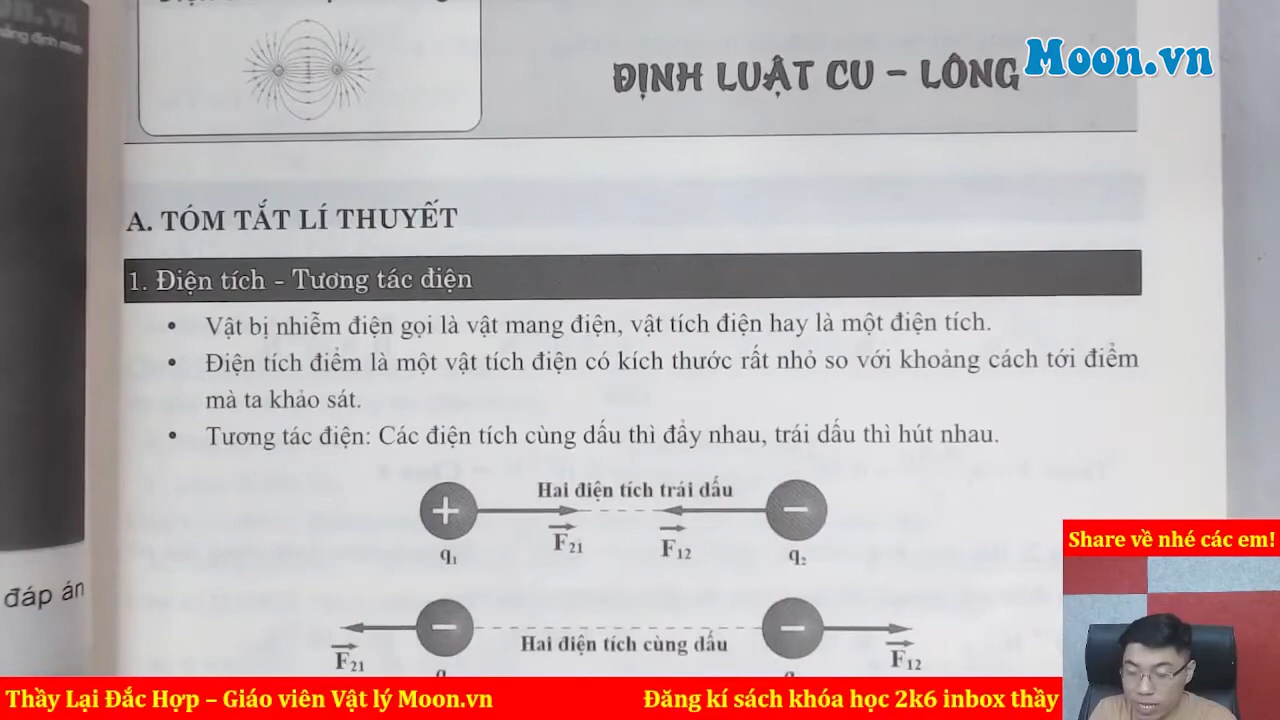 Moon.vn
ĐỊNH LUẬT CU – LÔNG
A. TÓM TẮT LÍ THUYẾT
1. Điện tích - Tương tác điện
• Vật bị nhiễm điện gọi là vật mang điện, vật tích điện hay là một điện tích.
• Điện tích điểm là một vật tích điện có kích thước rất nhỏ so với khoảng cách tới điểm
mà ta khảo sát.
• Tương tác điện: Các điện tích cùng dấu thì đẩy nhau, trái dấu thì hút nhau.
Hai điện tích trái dấu
+ −
F21 F12
q1 q2
Share về nhé các em!
đáp án
− −
Hai điện tích cùng dấu
F21 F12
Thầy Lại Đắc Hợp – Giáo viên Vật lý Moon.vn Đăng kí sách khóa học 2k6 inbox thầy